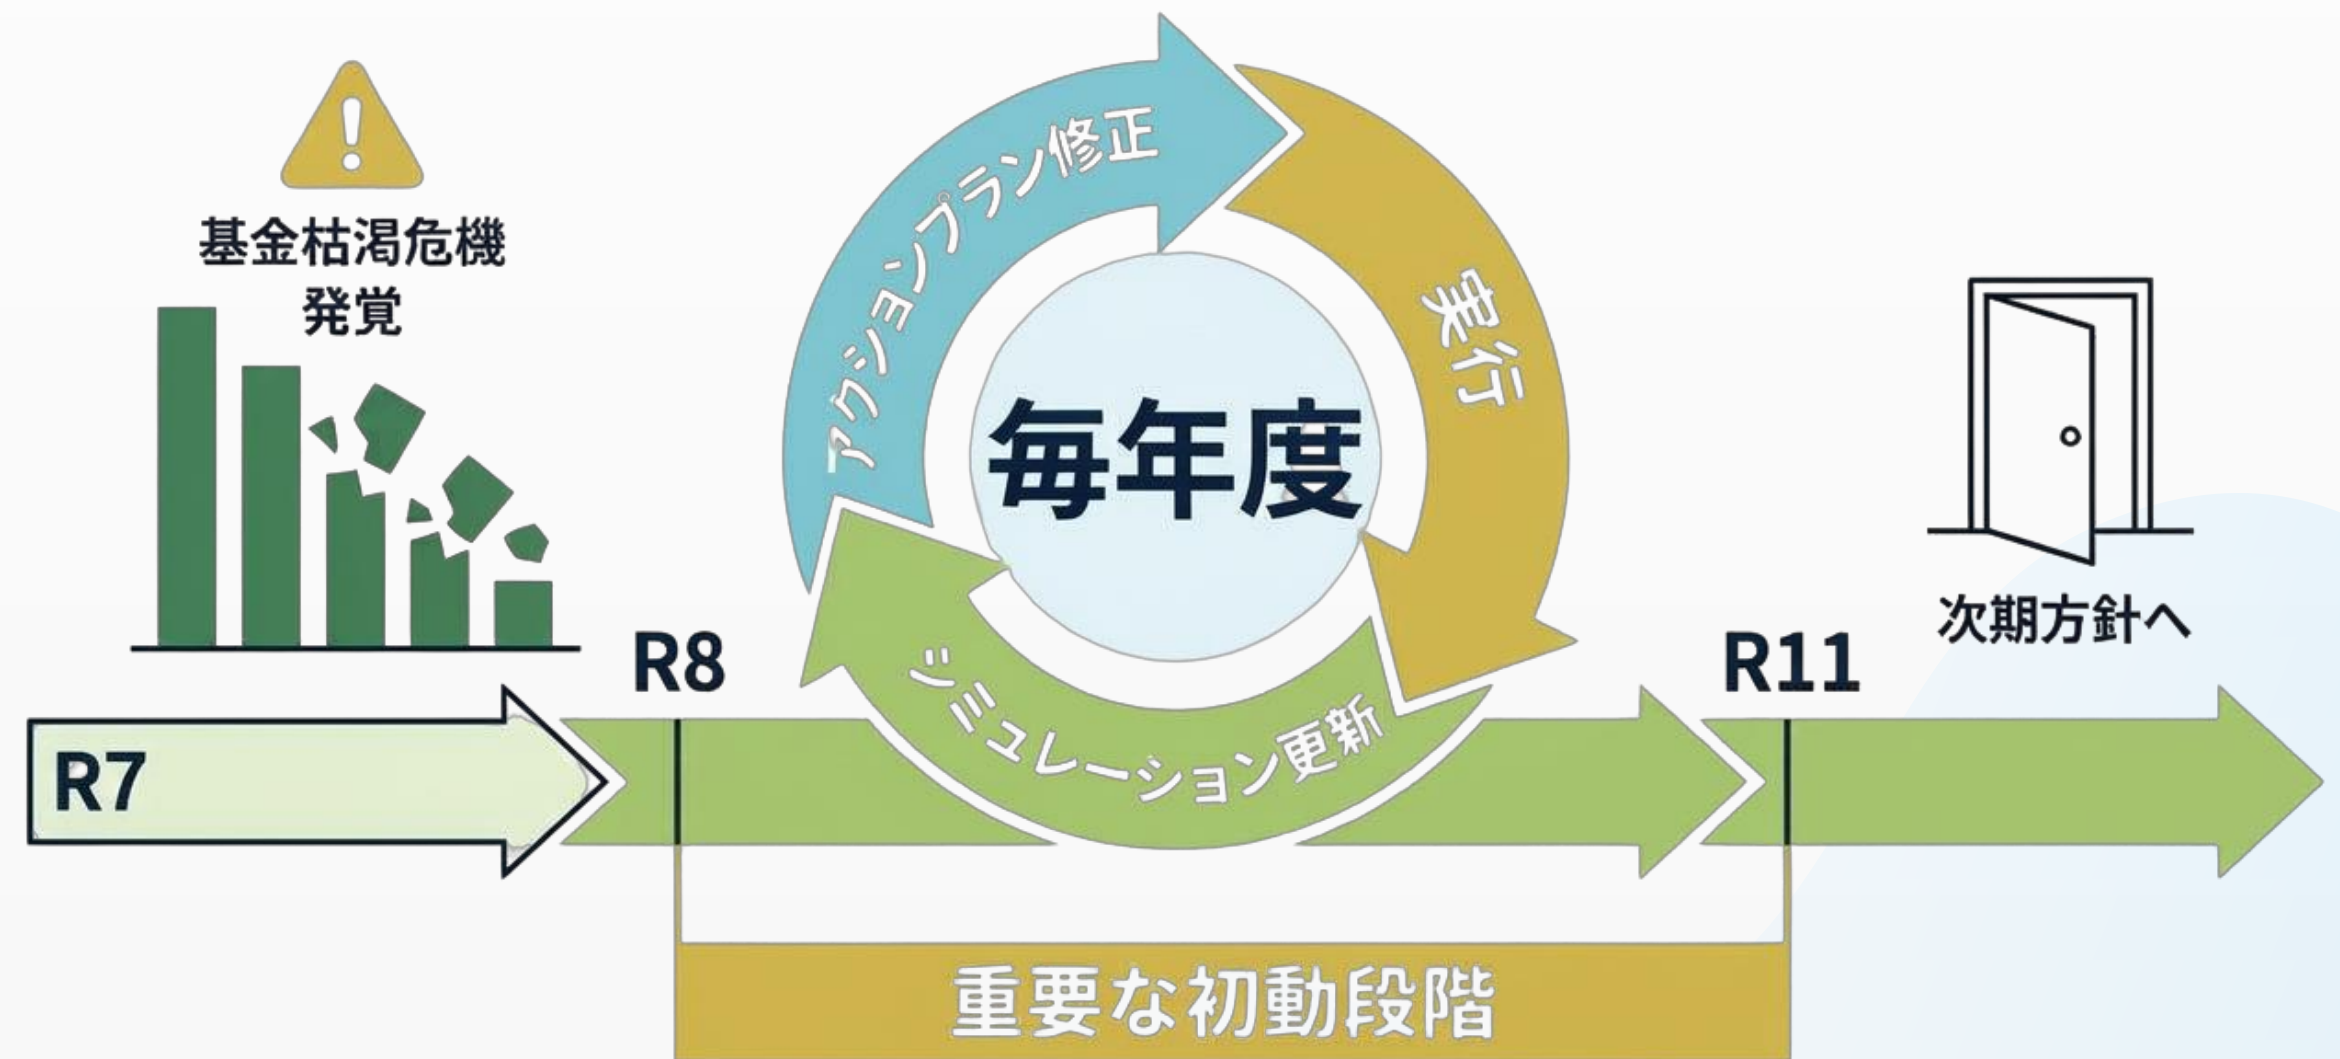 基金枯渇危機
発覚
アクションプラン修正
実行
毎年度
シミュレーション更新
R7
R8
R11
次期方針へ
重要な初動段階